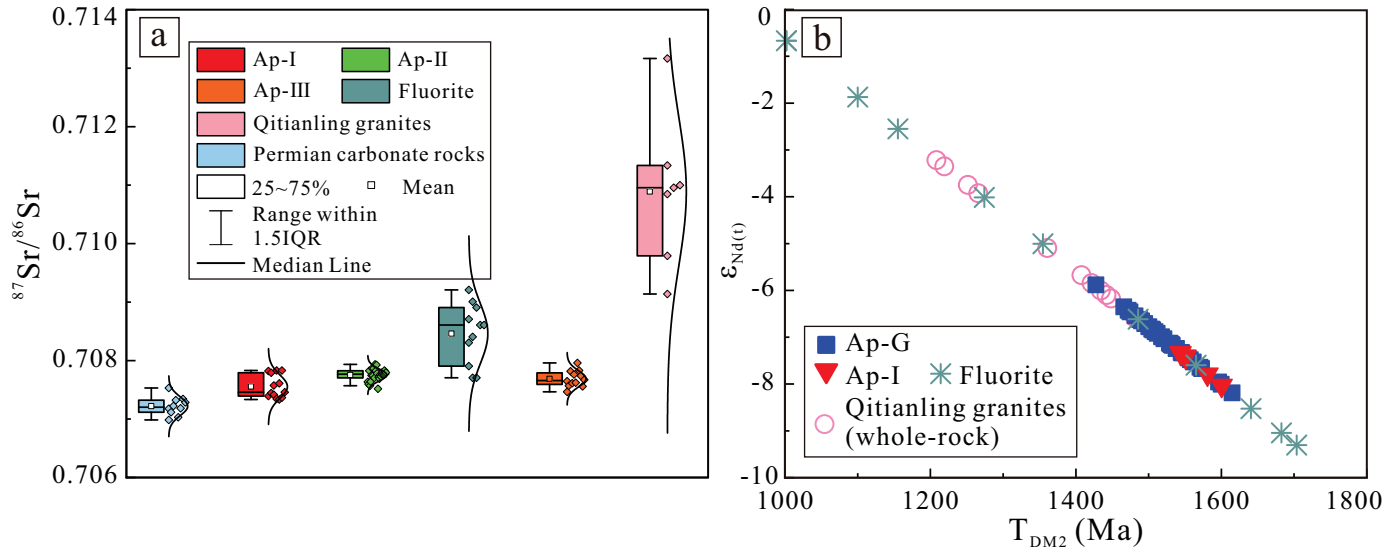 a
0.714
0.712
0.710
0.708
0.706
87Sr/86Sr
Ap-I
Ap-II
Ap-III
Fluorite
Qitianling granites
Permian carbonate rocks
25~75%
Mean
Range within
1.5IQR
Median Line
b
0
-2
-4
-6
-8
-10
εNd(t)
Ap-G
Ap-I
Fluorite
Qitianling granites
(whole-rock)
1000
1200
1400
1600
1800
TDM2 (Ma)